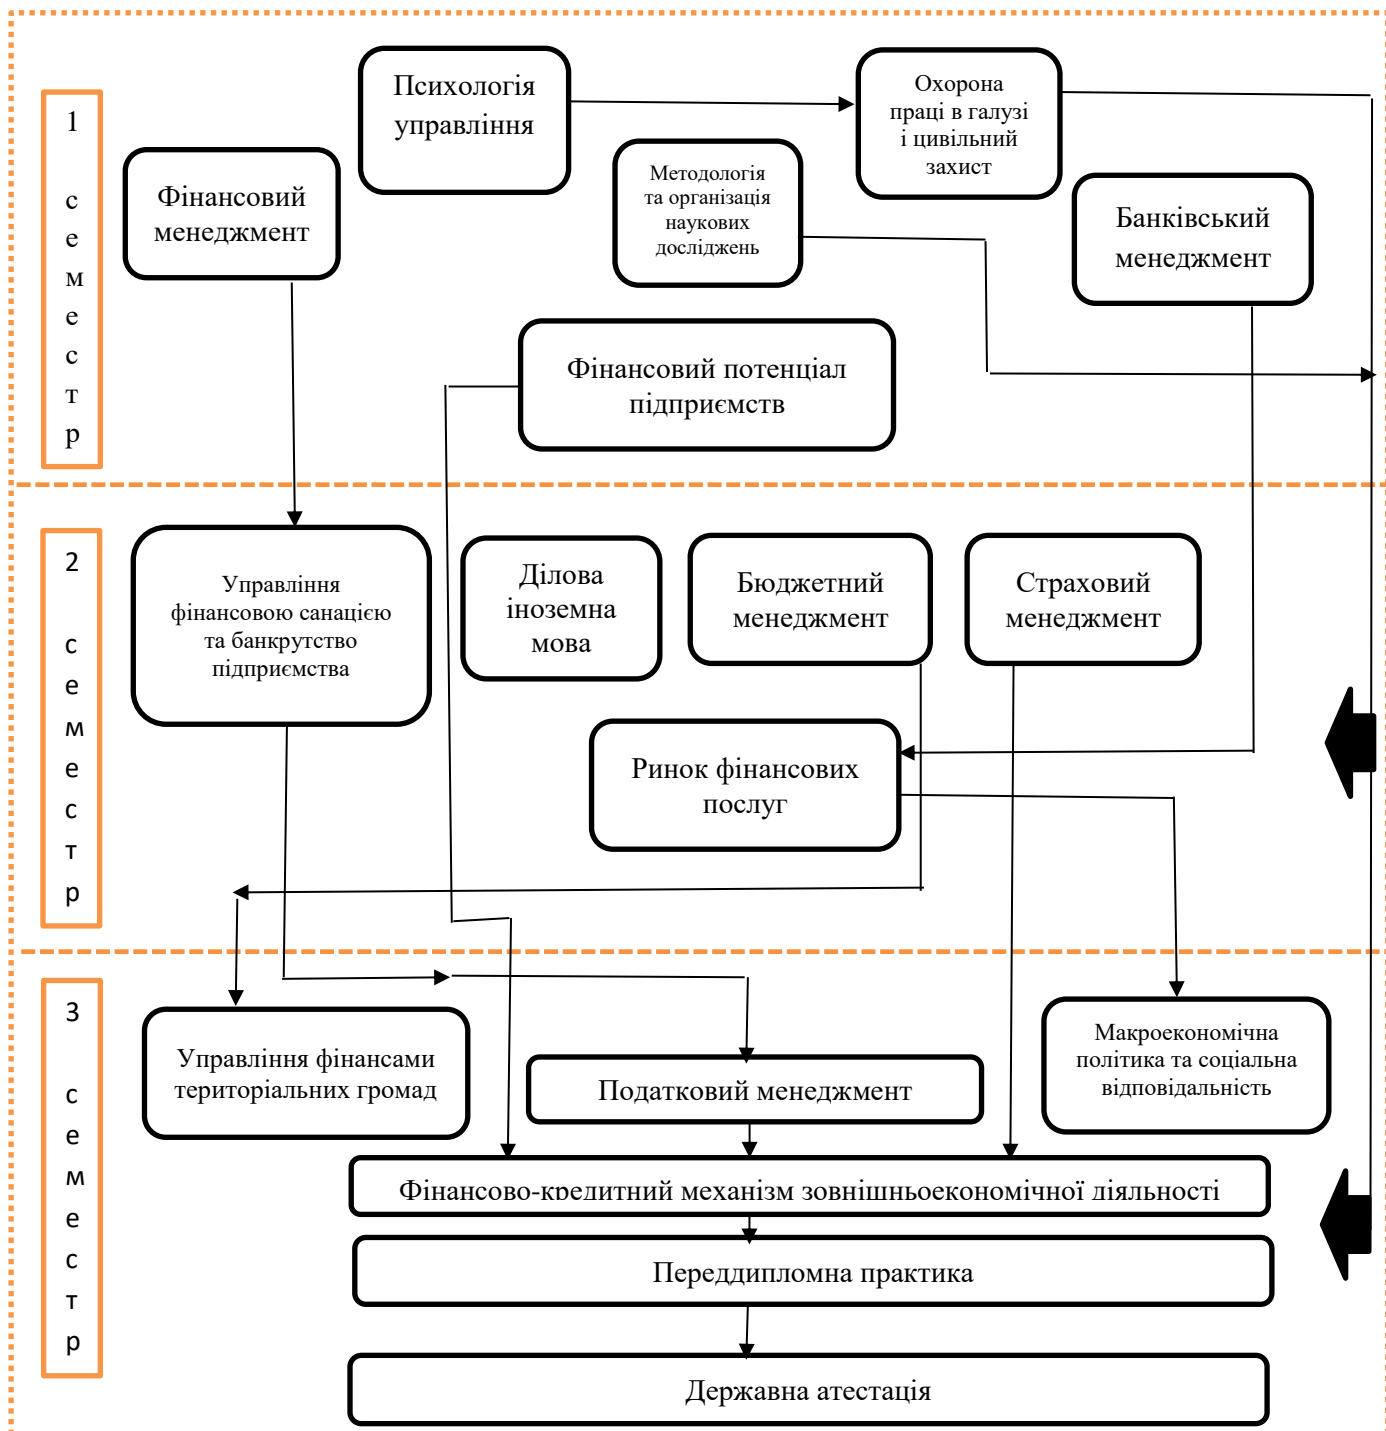 1
с
е
м
е
с
т
р
Психологія
управління
Охорона
праці в галузі
і цивільний
захист
Фінансовий
менеджмент
Методологія
та організація
наукових
досліджень
Банківський
менеджмент
Фінансовий потенціал
підприємств
2
с
е
м
е
с
т
р
Управління
фінансовою санацією
та банкрутство
підприємства
Ділова
іноземна
мова
Бюджетний
менеджмент
Страховий
менеджмент
Ринок фінансових
послуг
3
с
е
м
е
с
т
р
Управління фінансами
територіальних громад
Податковий менеджмент
Макроекономічна
політика та соціальна
відповідальність
Фінансово-кредитний механізм зовнішньоекономічної діяльності
Переддипломна практика
Державна атестація